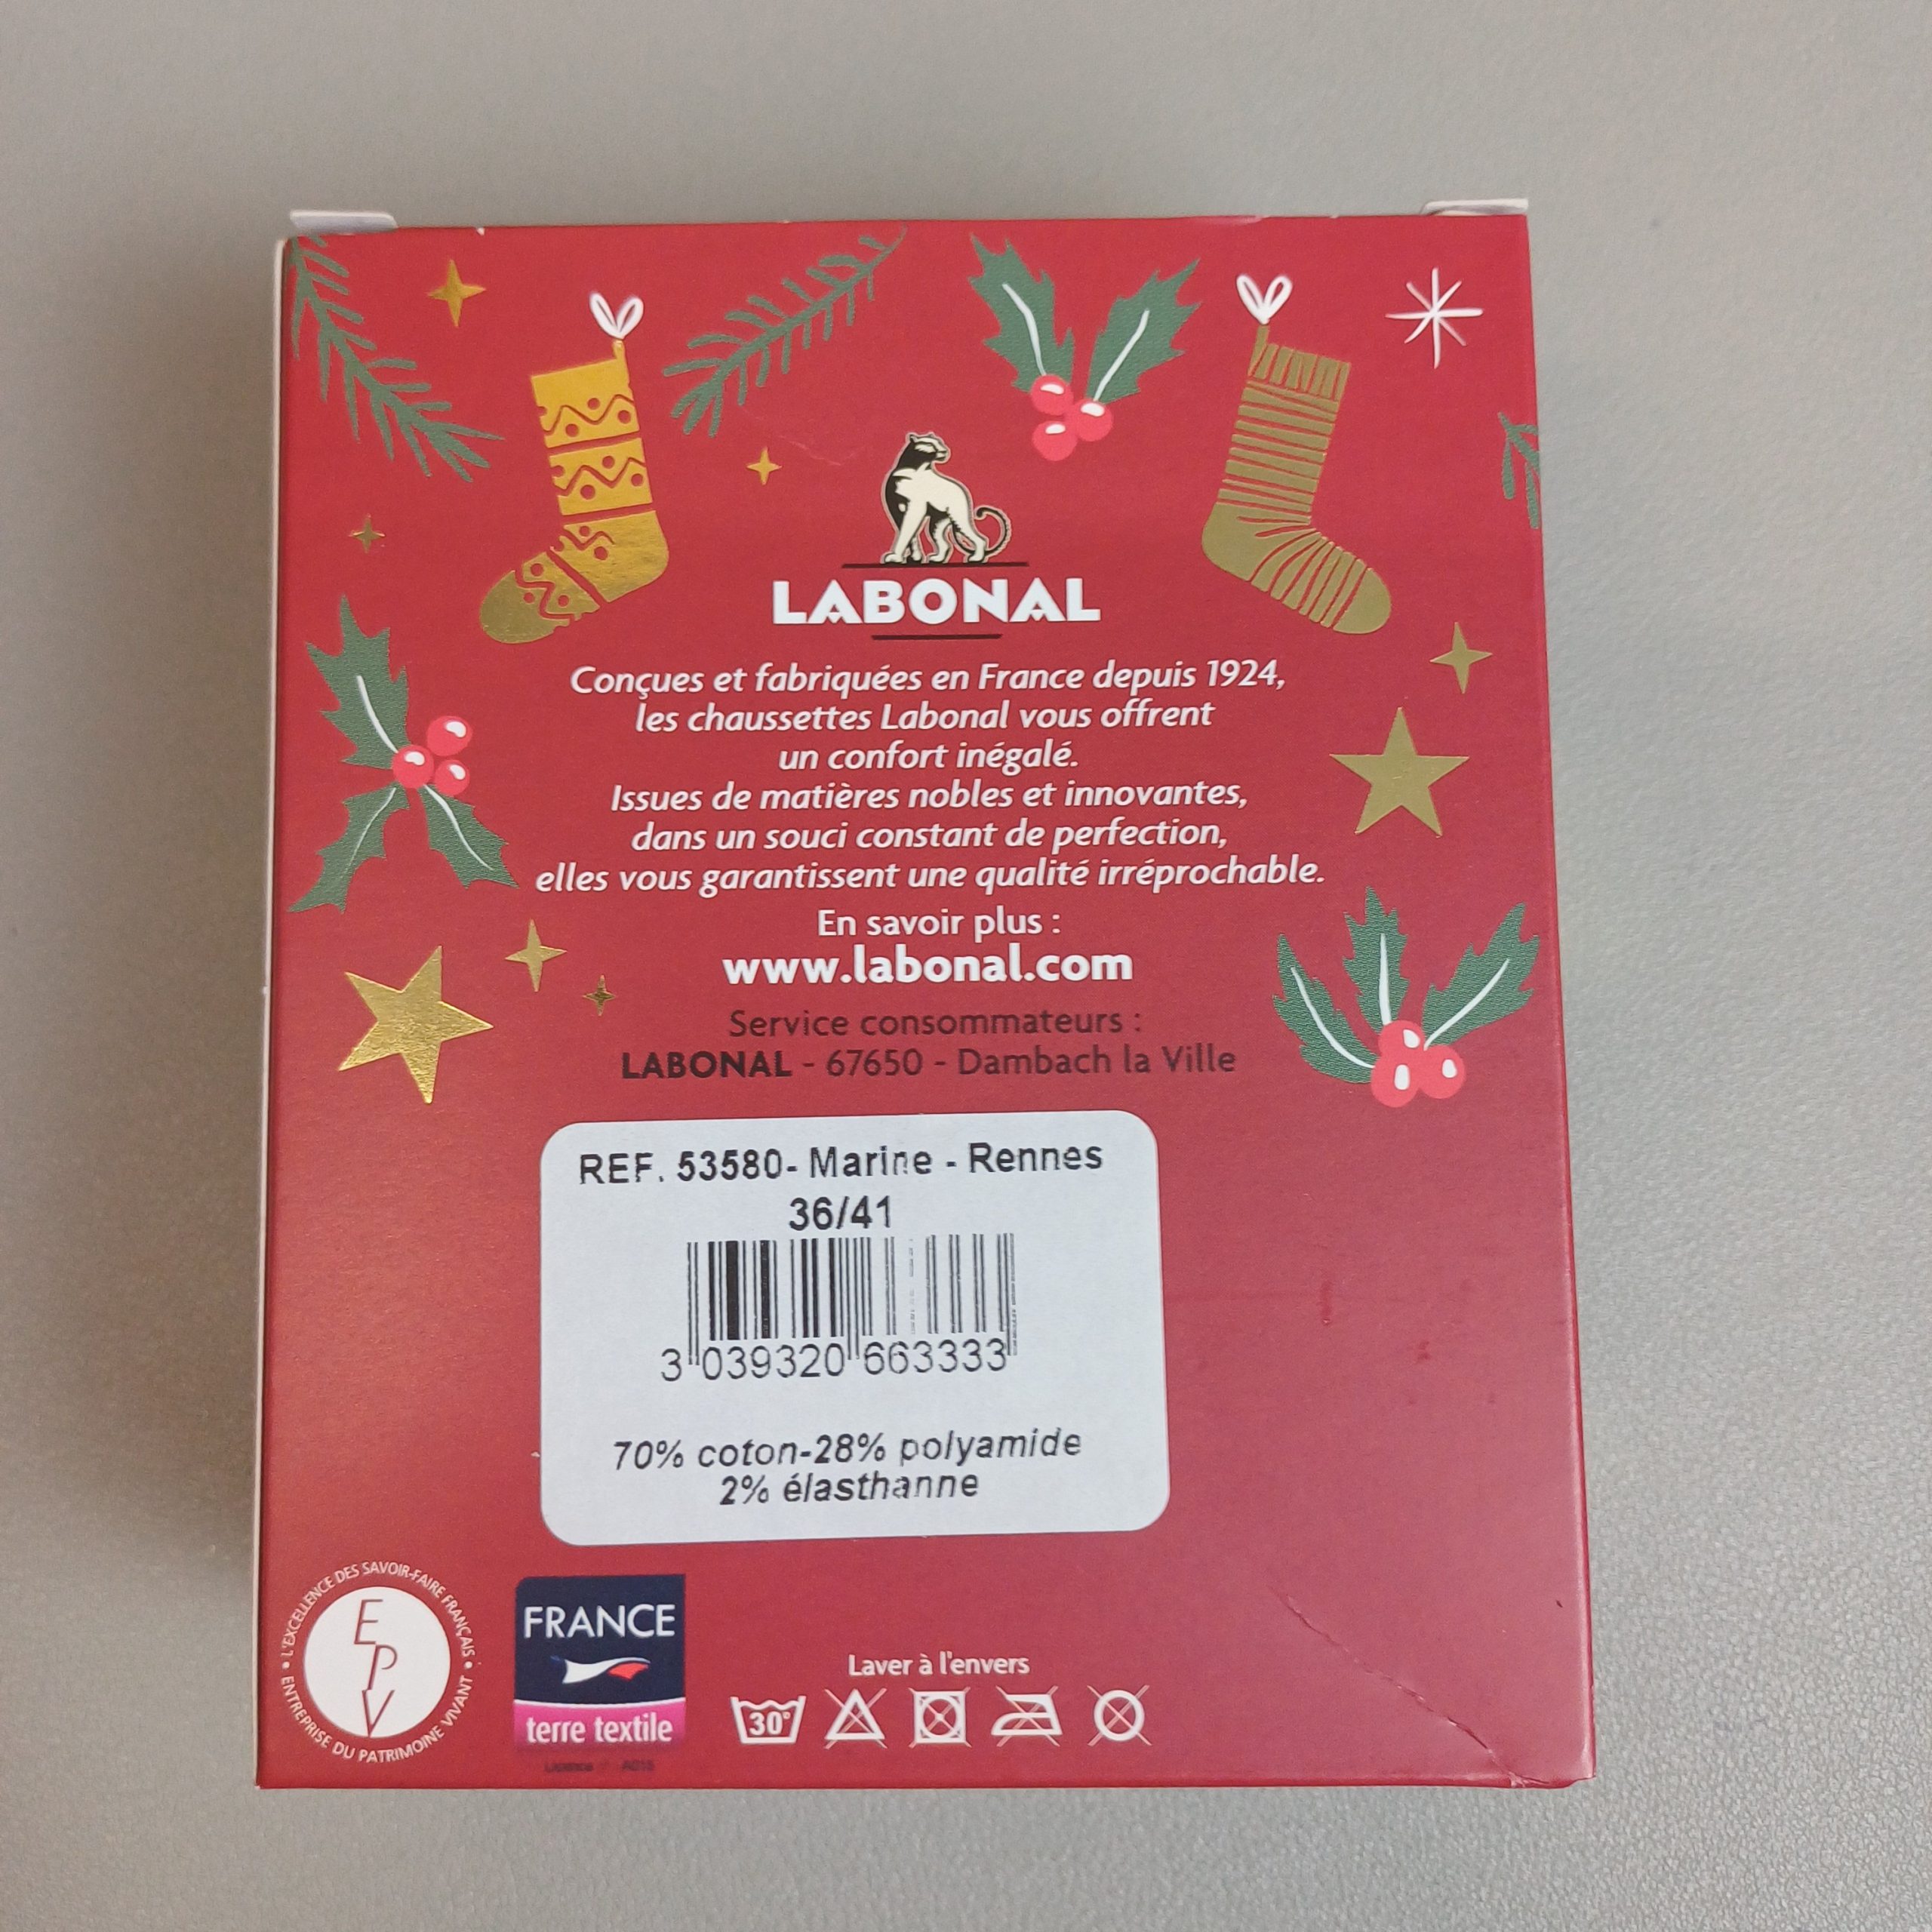 LABONAL
Conçues et fabriquées en France depuis 1924,
les chaussettes Labonal vous offrent
un confort inégalé.
Issues de matières nobles et innovantes,
dans un souci constant de perfection,
elles vous garantissent une qualité irréprochable.
En savoir plus :
www.labonal.com
Service consommateurs :
LABONAL - 67650 - Dambach la Ville
REF. 53580- Marine - Rennes
36/41
3 039320 663333
70% coton-28% polyamide
2% élasthanne
• L'EXCELLENCE DES SAVOIR-FAIRE FRANÇAIS •
ENTREPRISE DU PATRIMOINE VIVANT
EPV
FRANCE
terre textile
Laver à l'envers
30°